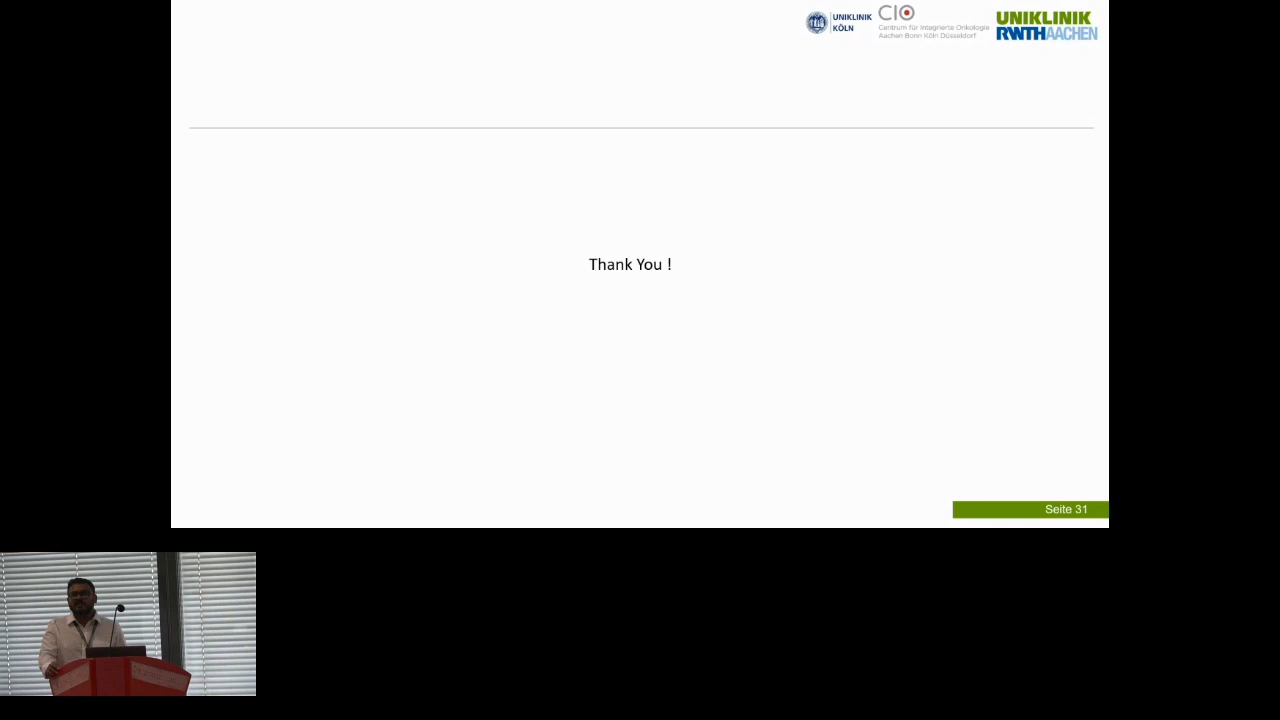 UNIKLINIK
KÖLN
CIO
Centrum für Integrierte Onkologie
Aachen Bonn Köln Düsseldorf
UNIKLINIK
RWTHAACHEN
Thank You !
Seite 31